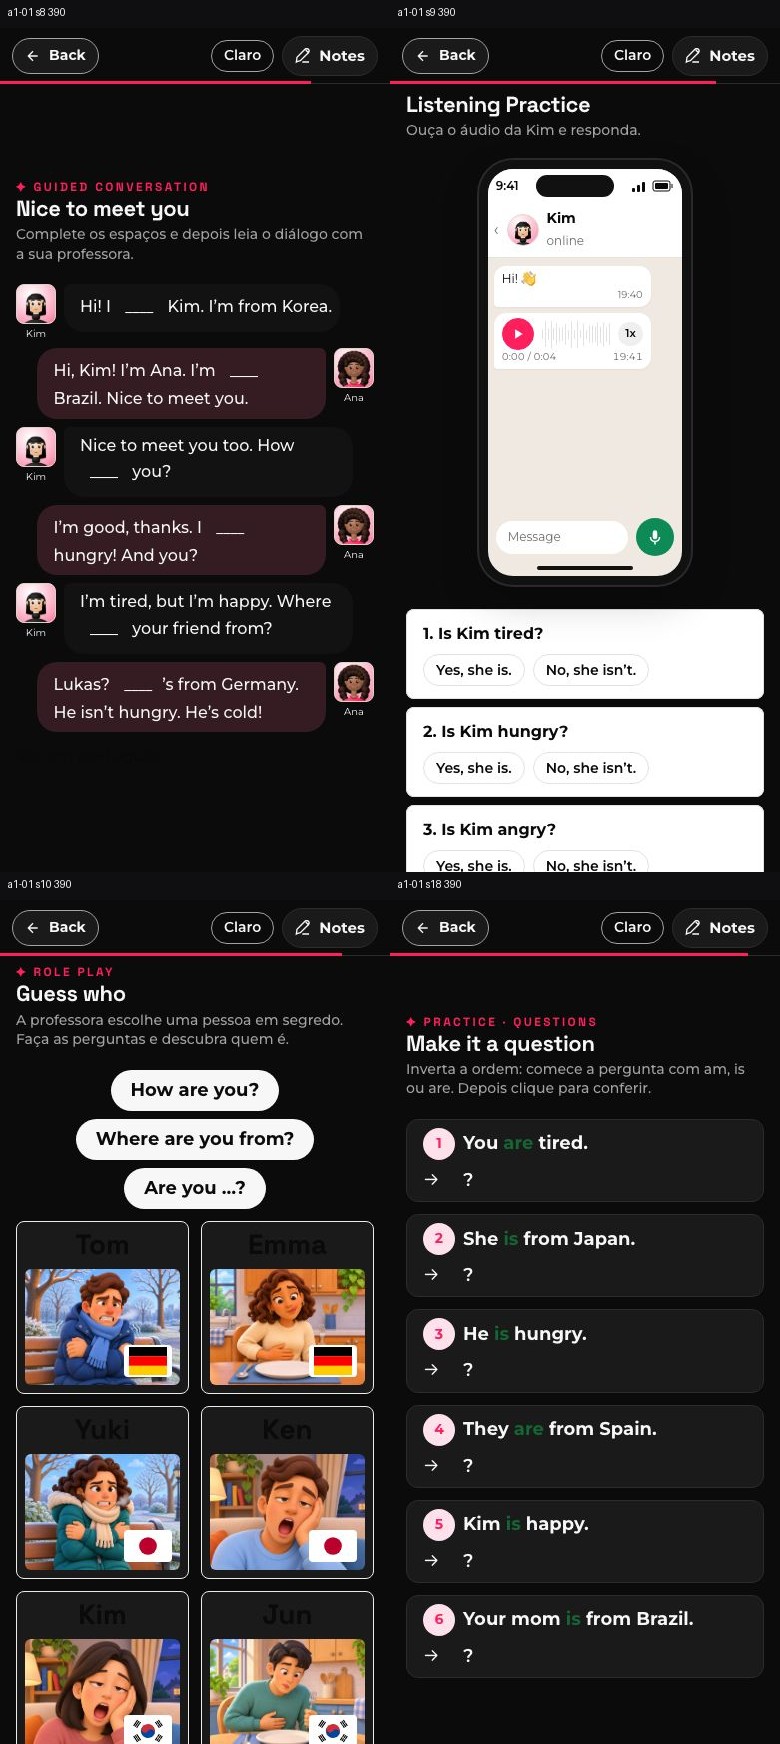 a1-01 s8 390
Back
Claro
Notes
GUIDED CONVERSATION
Nice to meet you
Complete os espaços e depois leia o diálogo com
a sua professora.
Hi! I ___ Kim. I’m from Korea.
Kim
Hi, Kim! I’m Ana. I’m ___
Brazil. Nice to meet you.
Ana
Nice to meet you too. How
___ you?
Kim
I’m good, thanks. I ___
hungry! And you?
Ana
I’m tired, but I’m happy. Where
___ your friend from?
Kim
Lukas? ___ ’s from Germany.
He isn’t hungry. He’s cold!
Ana
a1-01 s9 390
Back
Claro
Notes
Listening Practice
Ouça o áudio da Kim e responda.
9:41
Kim
online
Hi! 👋
19:40
1x
0:00 / 0:04
19:41
Message
1. Is Kim tired?
Yes, she is.
No, she isn’t.
2. Is Kim hungry?
Yes, she is.
No, she isn’t.
3. Is Kim angry?
Yes, she is.
No, she isn’t.
a1-01 s10 390
Back
Claro
Notes
ROLE PLAY
Guess who
A professora escolhe uma pessoa em segredo.
Faça as perguntas e descubra quem é.
How are you?
Where are you from?
Are you ...?
Tom
Emma
Yuki
Ken
Kim
Jun
a1-01 s18 390
Back
Claro
Notes
PRACTICE · QUESTIONS
Make it a question
Inverta a ordem: comece a pergunta com am, is
ou are. Depois clique para conferir.
1 You are tired.
→ ?
2 She is from Japan.
→ ?
3 He is hungry.
→ ?
4 They are from Spain.
→ ?
5 Kim is happy.
→ ?
6 Your mom is from Brazil.
→ ?